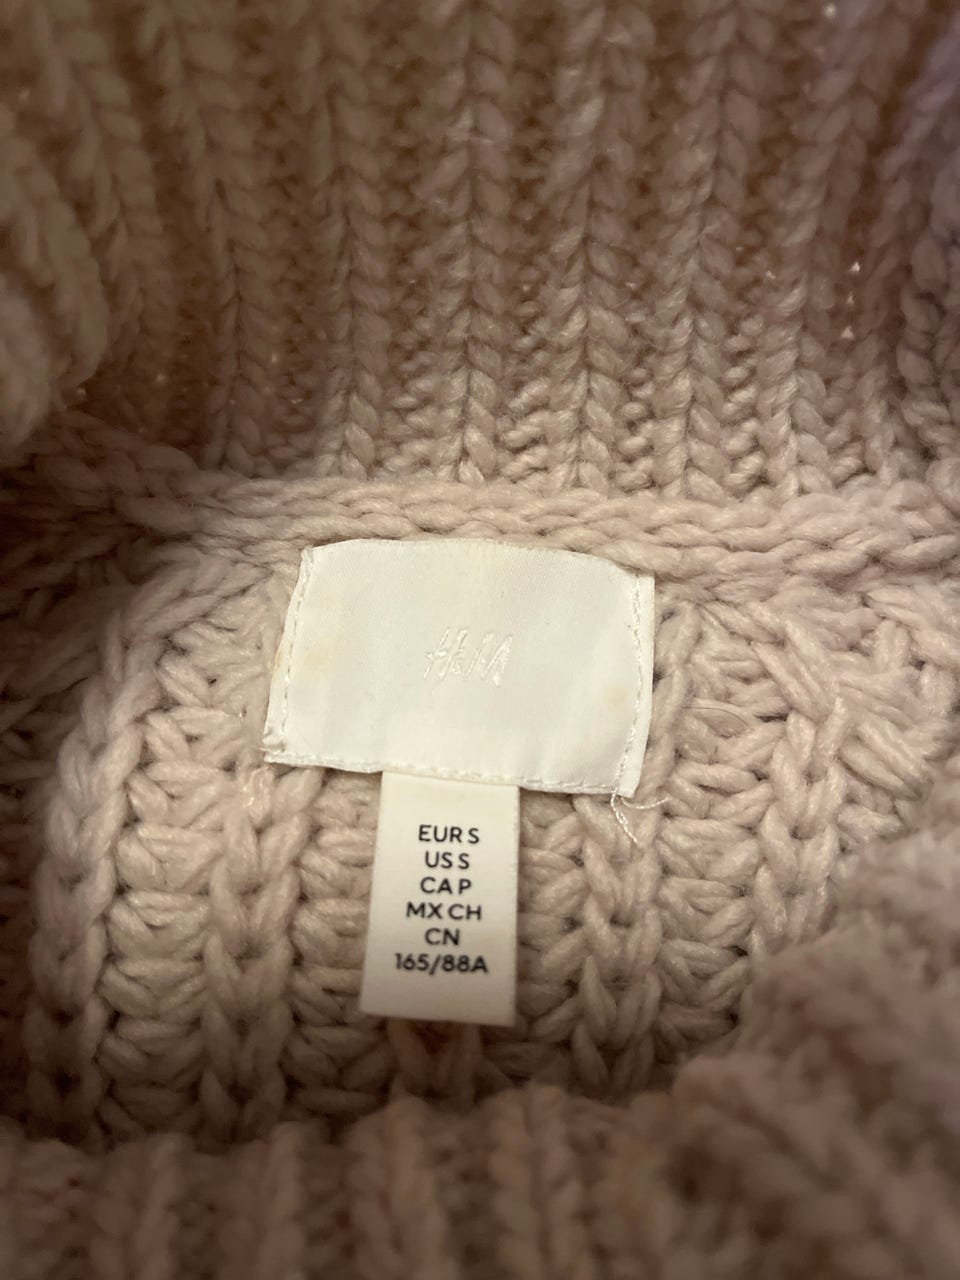 H&M
EUR S
US S
CA P
MX CH
CN
165/88A